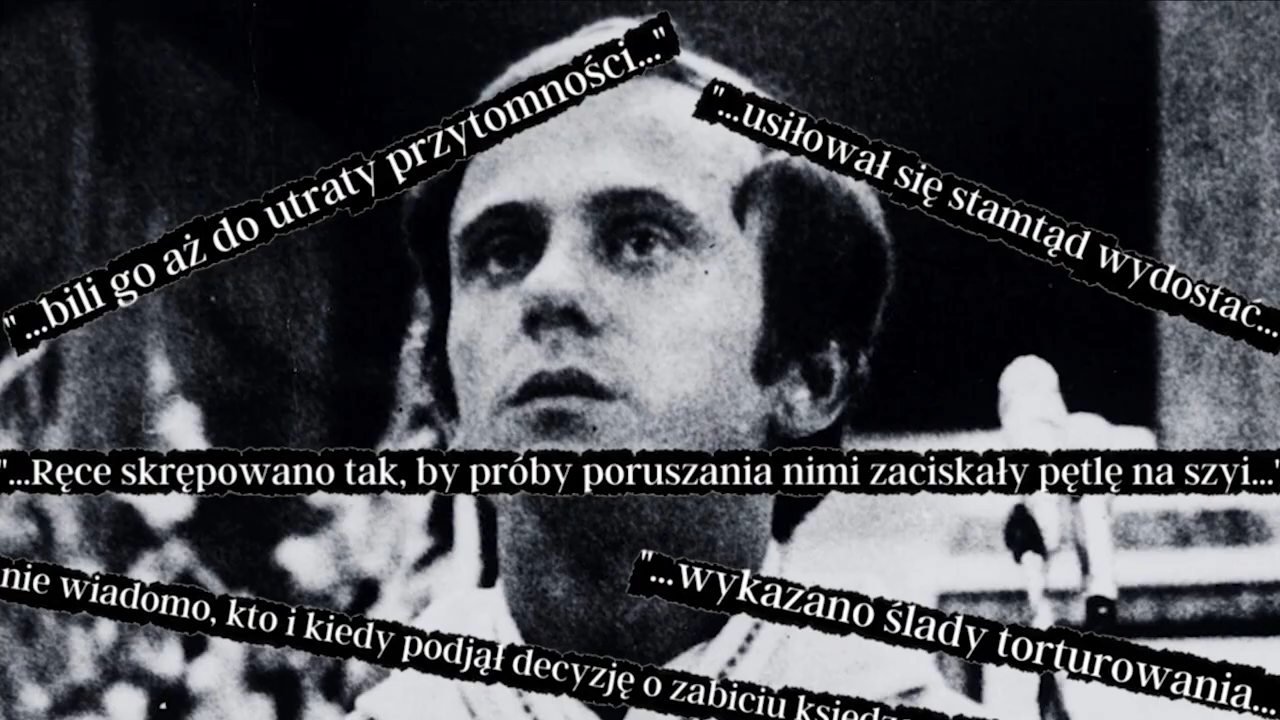 "...bili go aż do utraty przytomności..."
"...usiłował się stamtąd wydostać...
"...Ręce skrępowano tak, by próby poruszania nimi zaciskały pętlę na szyi..."
"...wykazano ślady torturowania...
nie wiadomo, kto i kiedy podjął decyzję o zabiciu